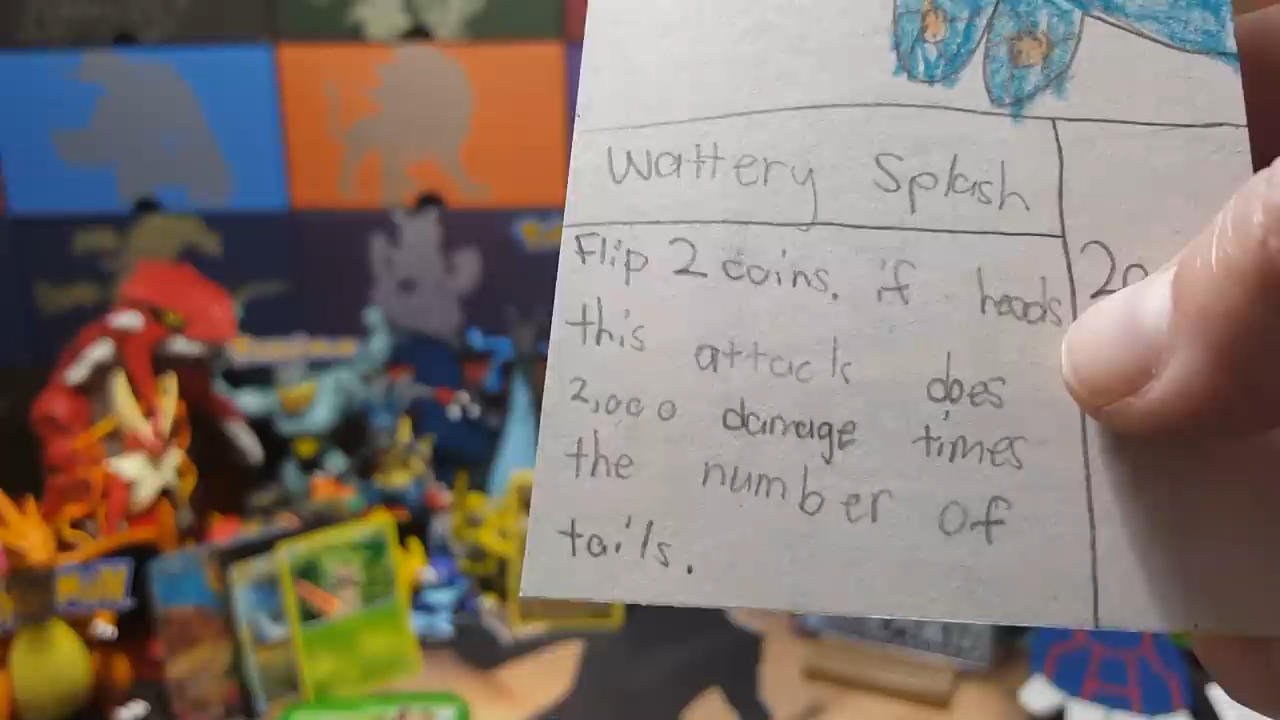 Wattery Splash
Flip 2 coins. if heads
this attack does
2,000 damage times
the number of
tails.